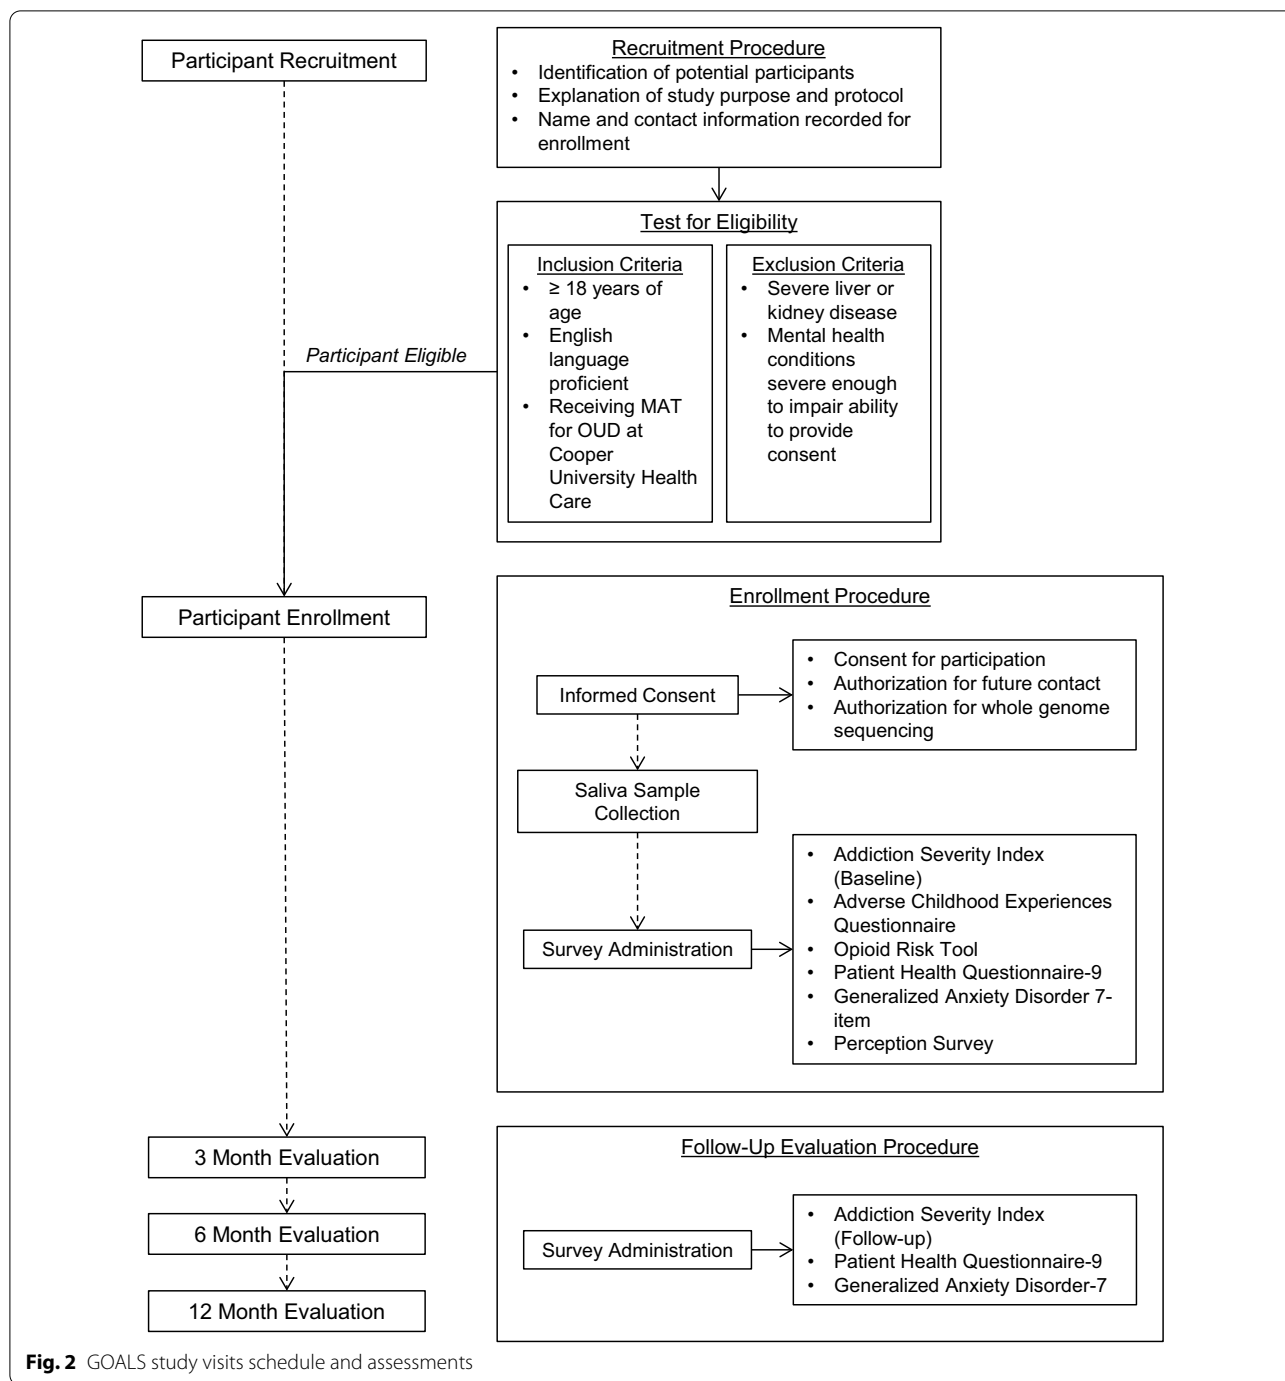 Participant Recruitment
Recruitment Procedure
• Identification of potential participants
• Explanation of study purpose and protocol
• Name and contact information recorded for
enrollment
Test for Eligibility
Inclusion Criteria
• ≥ 18 years of
age
• English
language
proficient
• Receiving MAT
for OUD at
Cooper
University Health
Care
Exclusion Criteria
• Severe liver or
kidney disease
• Mental health
conditions
severe enough
to impair ability
to provide
consent
Participant Eligible
Participant Enrollment
Enrollment Procedure
Informed Consent
• Consent for participation
• Authorization for future contact
• Authorization for whole genome
sequencing
Saliva Sample
Collection
Survey Administration
• Addiction Severity Index
(Baseline)
• Adverse Childhood Experiences
Questionnaire
• Opioid Risk Tool
• Patient Health Questionnaire-9
• Generalized Anxiety Disorder 7-
item
• Perception Survey
3 Month Evaluation
6 Month Evaluation
12 Month Evaluation
Follow-Up Evaluation Procedure
Survey Administration
• Addiction Severity Index
(Follow-up)
• Patient Health Questionnaire-9
• Generalized Anxiety Disorder-7
Fig. 2 GOALS study visits schedule and assessments